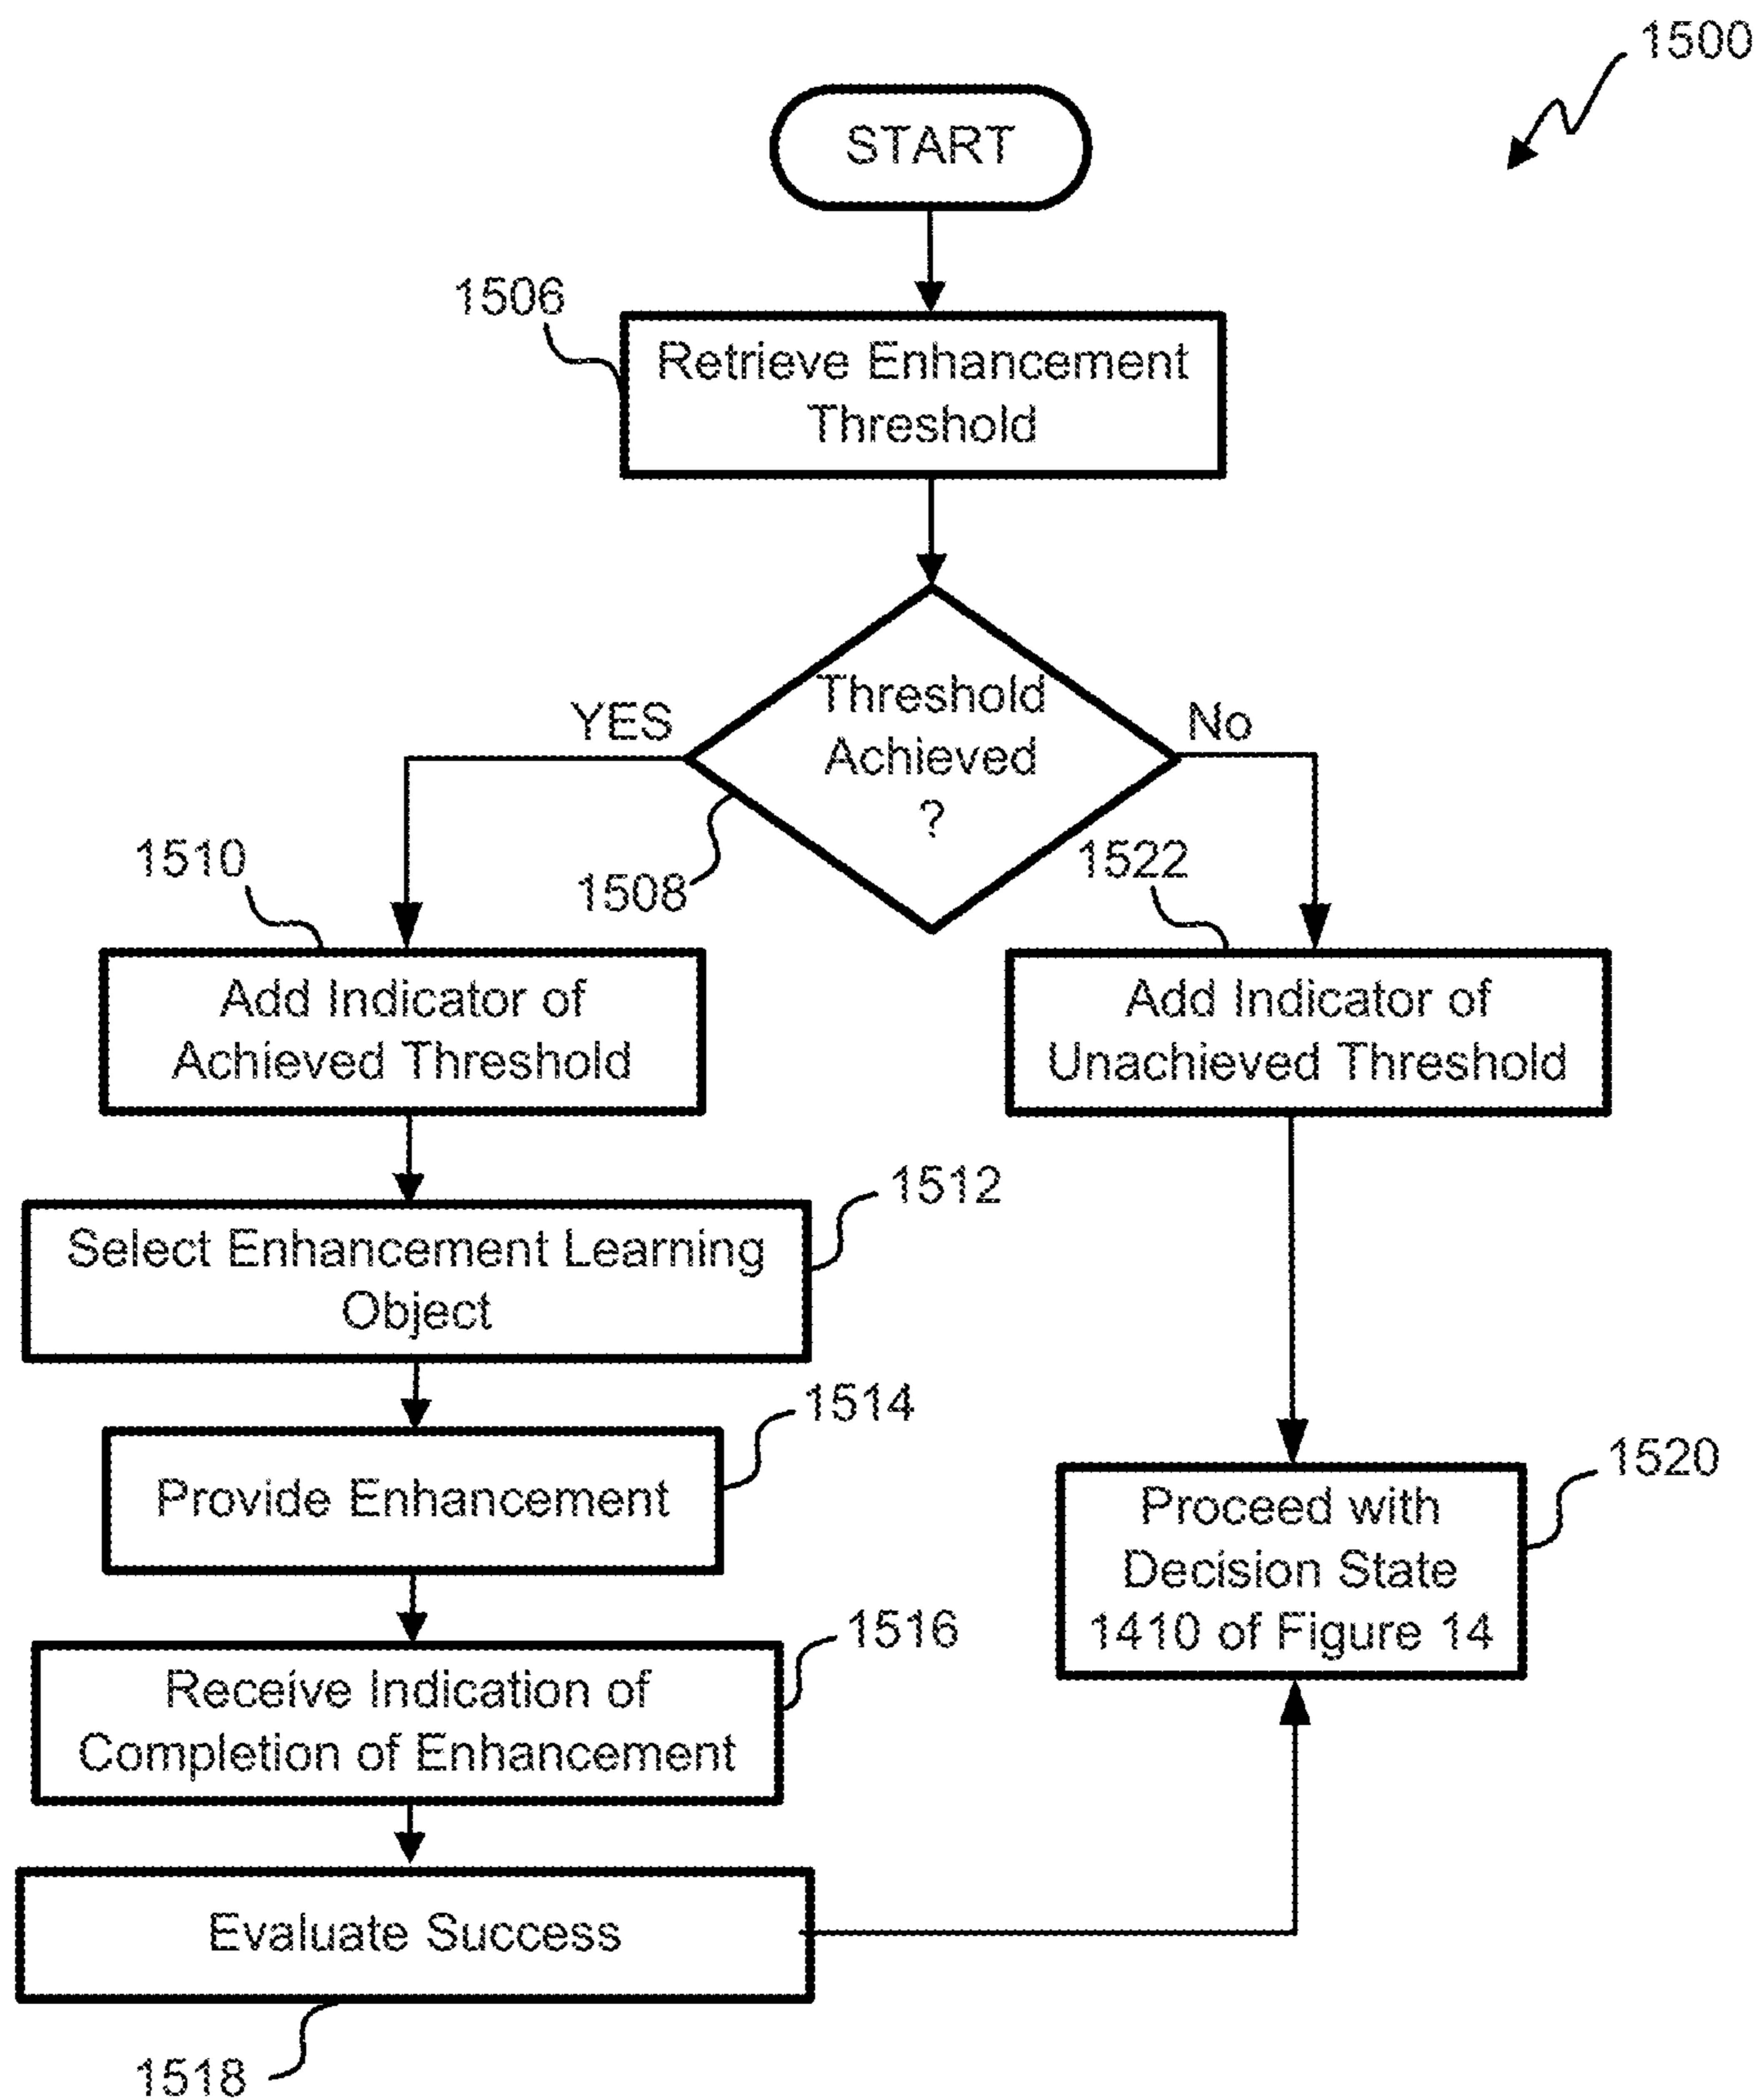 1500
START
1506
Retrieve Enhancement
Threshold
Threshold
Achieved
?
YES
No
1508
1510
Add Indicator of
Achieved Threshold
1522
Add Indicator of
Unachieved Threshold
1512
Select Enhancement Learning
Object
1514
Provide Enhancement
1520
Proceed with
Decision State
1410 of Figure 14
1516
Receive Indication of
Completion of Enhancement
Evaluate Success
1518